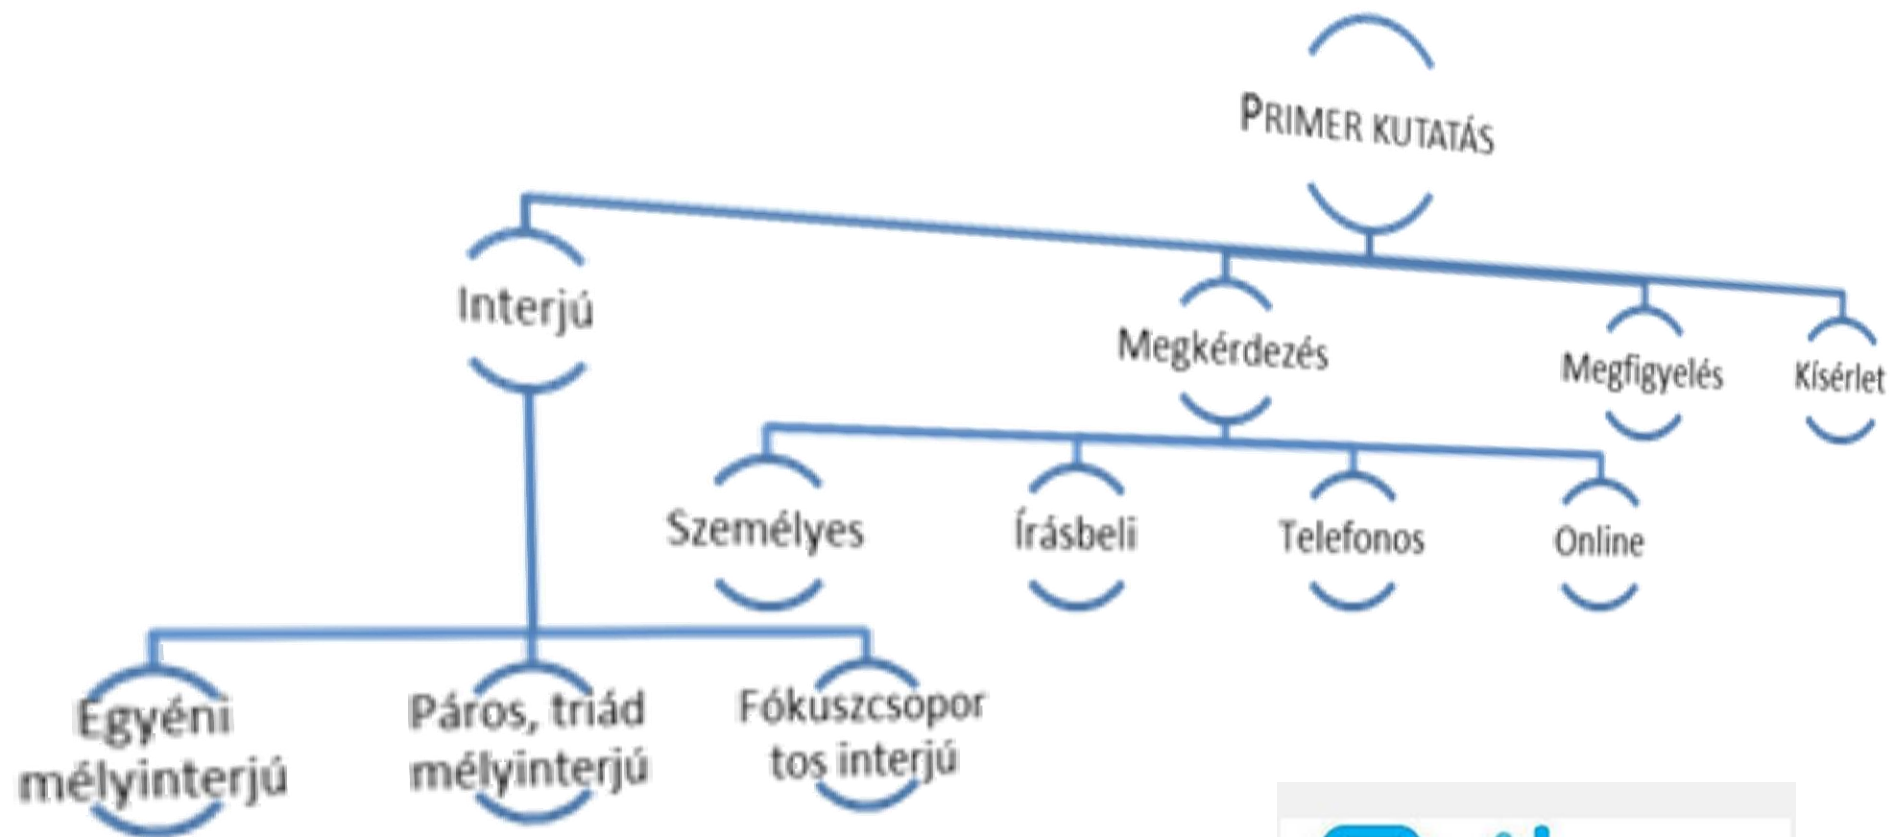 PRIMER KUTATÁS
Interjú
Megkérdezés
Megfigyelés
Kísérlet
Személyes
Írásbeli
Telefonos
Online
Egyéni
mélyinterjú
Páros, triád
mélyinterjú
Fókuszcsopor
tos interjú